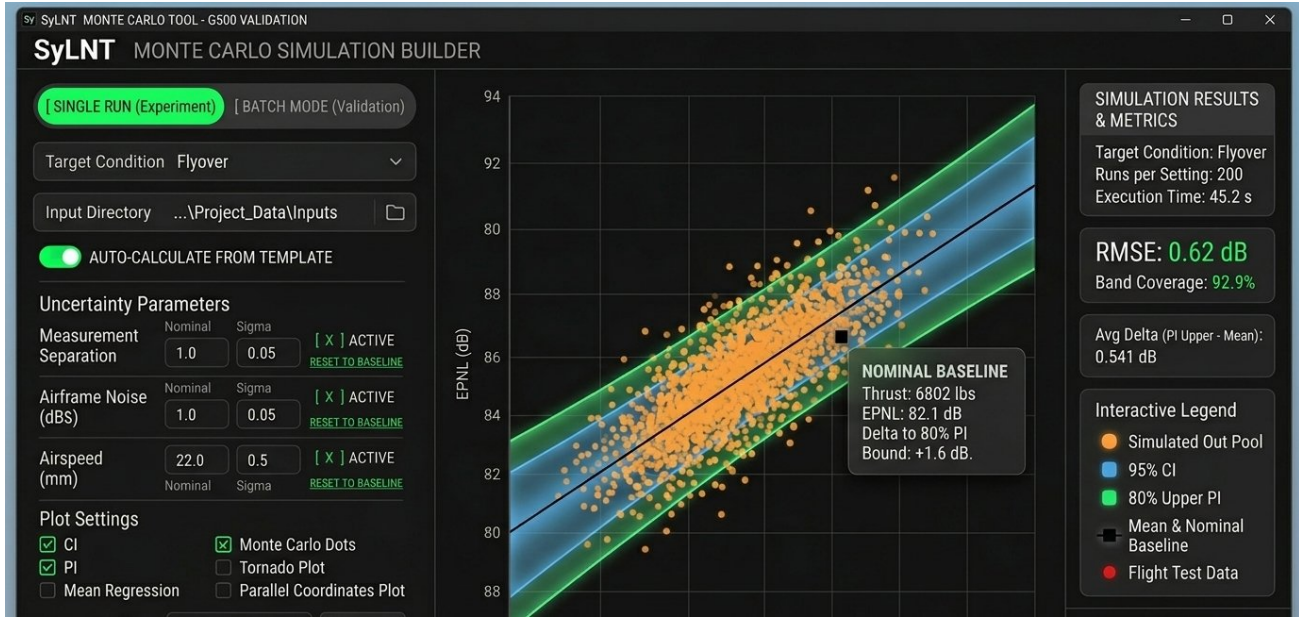 Sy SyLNT MONTE CARLO TOOL - G500 VALIDATION
SyLNT MONTE CARLO SIMULATION BUILDER
[ SINGLE RUN (Experiment) [ BATCH MODE (Validation)
Target Condition Flyover
Input Directory ...\Project_Data\Inputs
AUTO-CALCULATE FROM TEMPLATE
Uncertainty Parameters
Nominal Sigma
Measurement Separation 1.0 0.05 [ X ] ACTIVE
RESET TO BASELINE
Nominal Sigma
Airframe Noise (dBS) 1.0 0.05 [ X ] ACTIVE
RESET TO BASELINE
Airspeed (mm) 22.0 0.5 [ X ] ACTIVE
Nominal Sigma RESET TO BASELINE
Plot Settings
CI Monte Carlo Dots
PI Tornado Plot
Mean Regression Parallel Coordinates Plot
EPNL (dB)
94
92
80
88
86
84
82
80
88
NOMINAL BASELINE
Thrust: 6802 lbs
EPNL: 82.1 dB
Delta to 80% PI
Bound: +1.6 dB.
SIMULATION RESULTS
& METRICS
Target Condition: Flyover
Runs per Setting: 200
Execution Time: 45.2 s
RMSE: 0.62 dB
Band Coverage: 92.9%
Avg Delta (PI Upper - Mean):
0.541 dB
Interactive Legend
Simulated Out Pool
95% CI
80% Upper PI
Mean & Nominal
Baseline
Flight Test Data